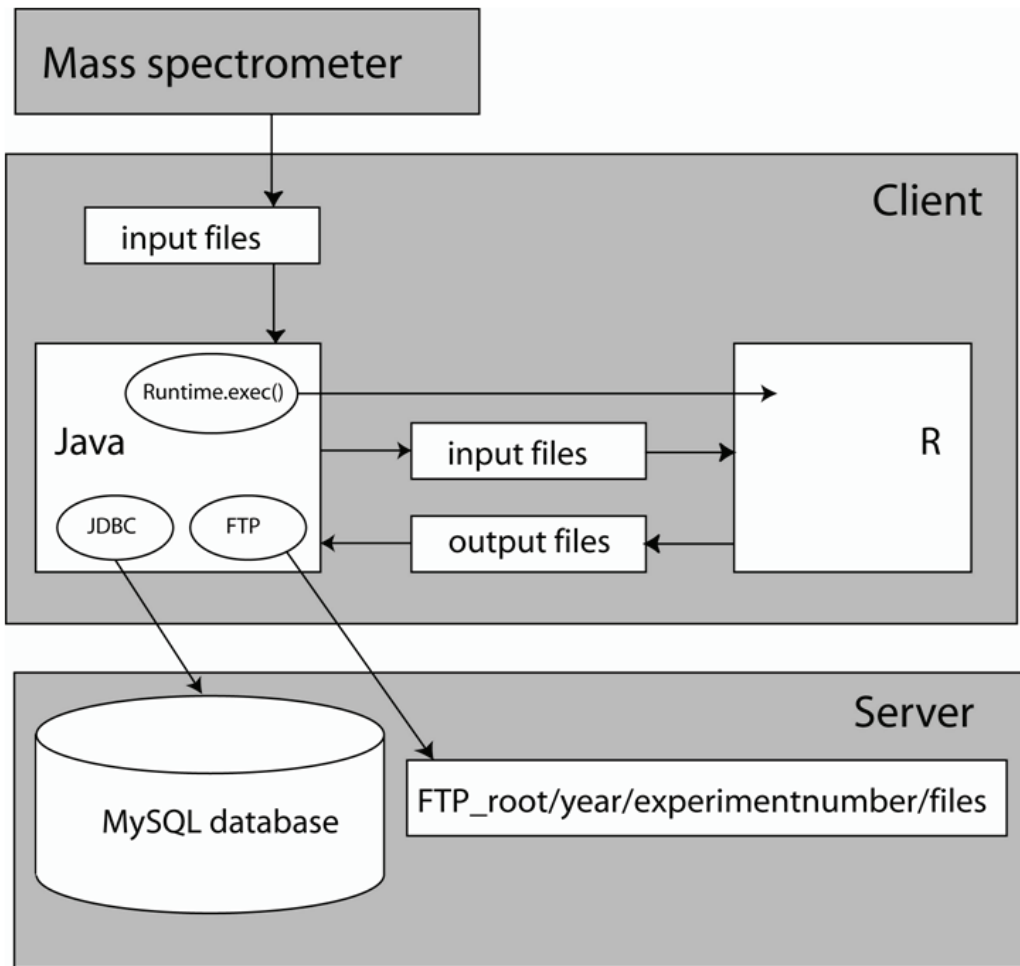 Mass spectrometer
Client
input files
Runtime.exec()
Java
input files
R
JDBC
FTP
output files
Server
MySQL database
FTP_root/year/experimentnumber/files